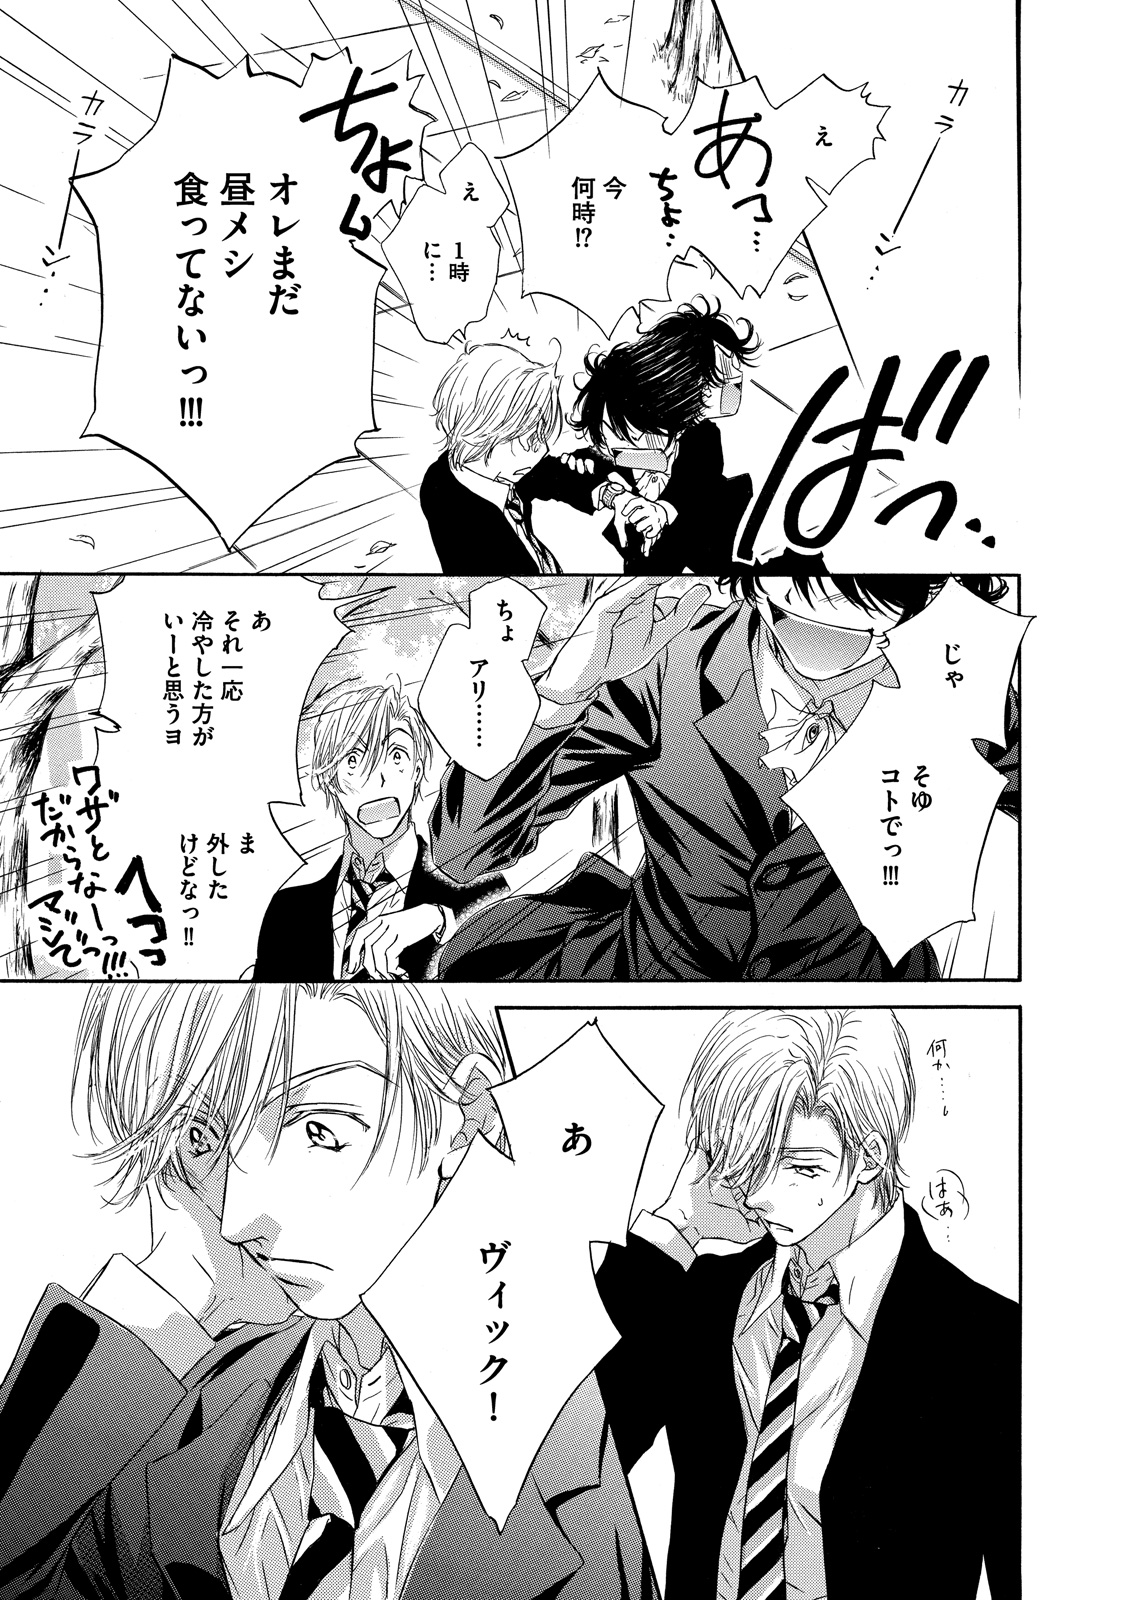 カラーン…
え
あっ…
ちょ…
今
何時!?
え
1時
に…
ちょ
オレまだ
昼メシ
食ってないっ!!!
カラーン…
ばっ
じゃ
そゆ
コトでっ!!!
ちょ
アリ……
あ
それ一応
冷やした方が
いーと思うヨ
ま
外した
けどなっ!!
ヘココ
ワザと
だからなーっ!!!
マジでっ
何か…
はぁ…
あ
ヴィック!